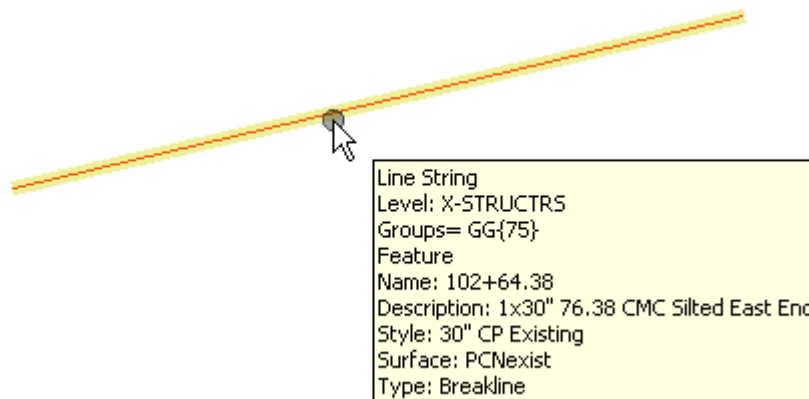 Line String
Level: X-STRUCTRS
Groups= GG{75}
Feature
Name: 102+64.38
Description: 1x30" 76.38 CMC Silted East End
Style: 30" CP Existing
Surface: PCNexist
Type: Breakline